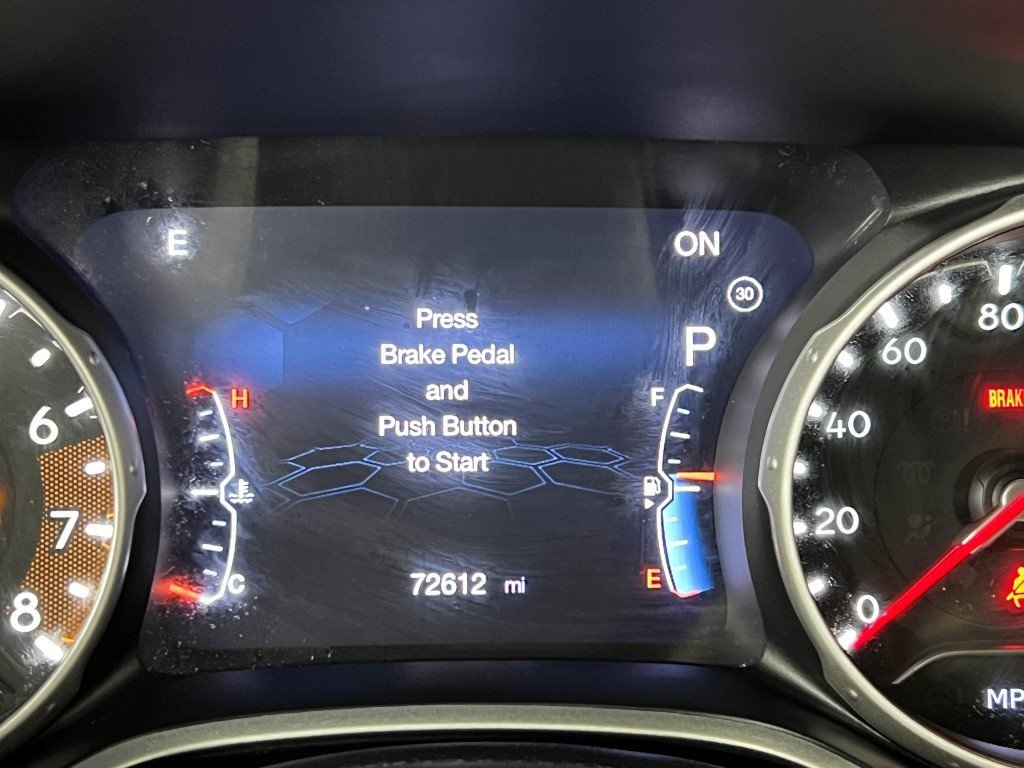 E
ON
30
P
Press
Brake Pedal
and
Push Button
to Start
H
F
C
E
72612 mi
6
7
8
80
60
40
20
0
BRAK
MP